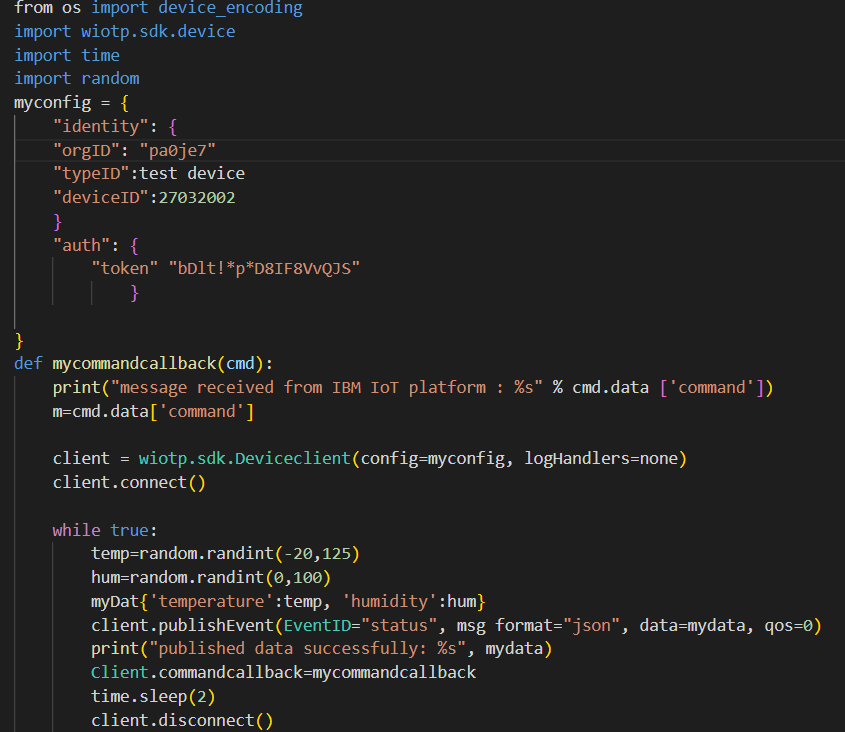 from os import device_encoding
import wiotp.sdk.device
import time
import random
myconfig = {
    "identity": {
    "orgID": "pa0je7"
    "typeID":test device
    "deviceID":27032002
    }
    "auth": {
        "token" "bDlt!*p*D8IF8VvQJS"
            }
}
def mycommandcallback(cmd):
    print("message received from IBM IoT platform : %s" % cmd.data ['command'])
    m=cmd.data['command']
    client = wiotp.sdk.Deviceclient(config=myconfig, logHandlers=none)
    client.connect()
    while true:
        temp=random.randint(-20,125)
        hum=random.randint(0,100)
        myDat{'temperature':temp, 'humidity':hum}
        client.publishEvent(EventID="status", msg format="json", data=mydata, qos=0)
        print("published data successfully: %s", mydata)
        Client.commandcallback=mycommandcallback
        time.sleep(2)
        client.disconnect()